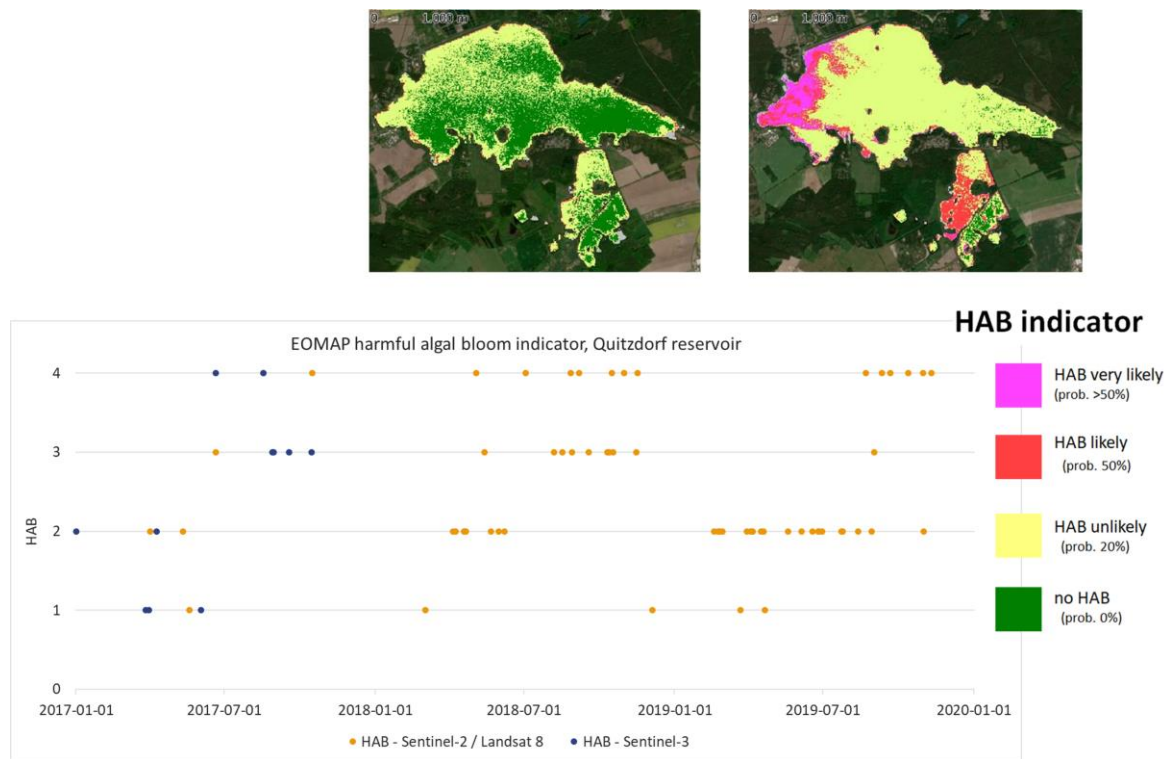 0 1.000 m
0 1.000 m
HAB indicator
EOMAP harmful algal bloom indicator, Quitzdorf reservoir
4
3
2
1
0
HAB
2017-01-01 2017-07-01 2018-01-01 2018-07-01 2019-01-01 2019-07-01 2020-01-01
HAB - Sentinel-2 / Landsat 8 HAB - Sentinel-3
HAB very likely
(prob. >50%)
HAB likely
(prob. 50%)
HAB unlikely
(prob. 20%)
no HAB
(prob. 0%)